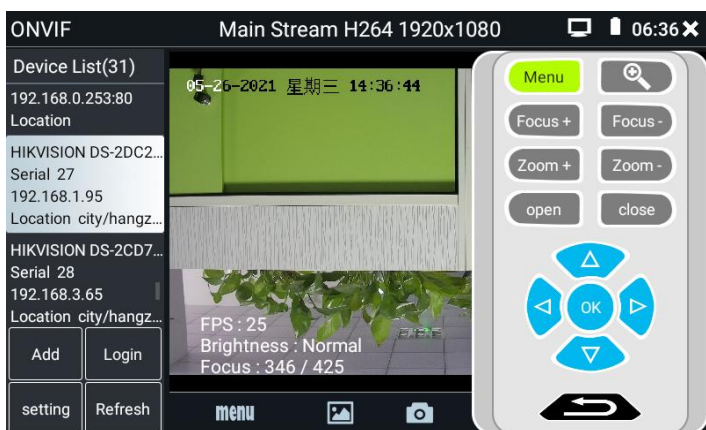 ONVIF
Main Stream H264 1920x1080
06:36
Device List(31)
192.168.0.253:80
Location
HIKVISION DS-2DC2...
Serial 27
192.168.1.95
Location city/hangz...
HIKVISION DS-2CD7...
Serial 28
192.168.3.65
Location city/hangz...
Add
Login
setting
Refresh
05-26-2021 星期三 14:36:44
FPS : 25
Brightness : Normal
Focus : 346 / 425
menu
Menu
Focus +
Focus -
Zoom +
Zoom -
open
close
OK